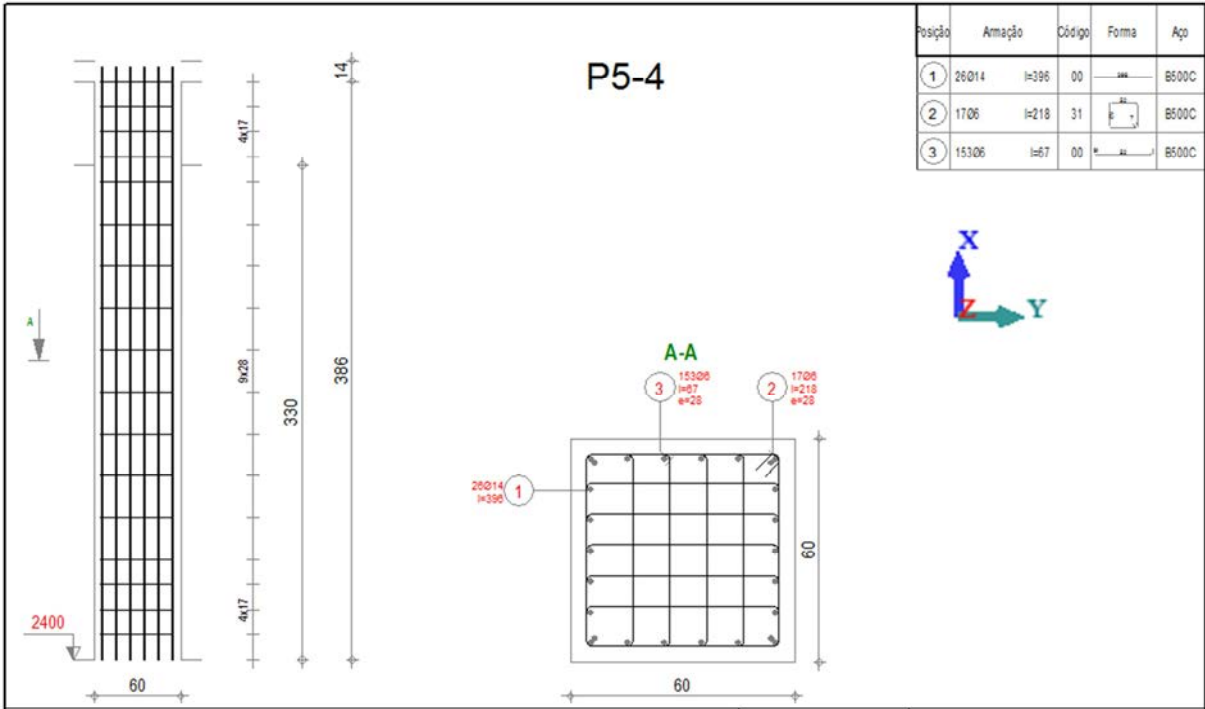 P5-4
Posição Armação Código Forma Aço
1 26Ø14 l=396 00 B500C
2 17Ø6 l=218 31 B500C
3 153Ø6 l=67 00 B500C
14
4x17
9x28
4x17
330
386
A
2400
60
X
Z
Y
A-A
3 153Ø6
l=67
e=28
2 17Ø6
l=218
e=28
26Ø14
l=396
1
60
60